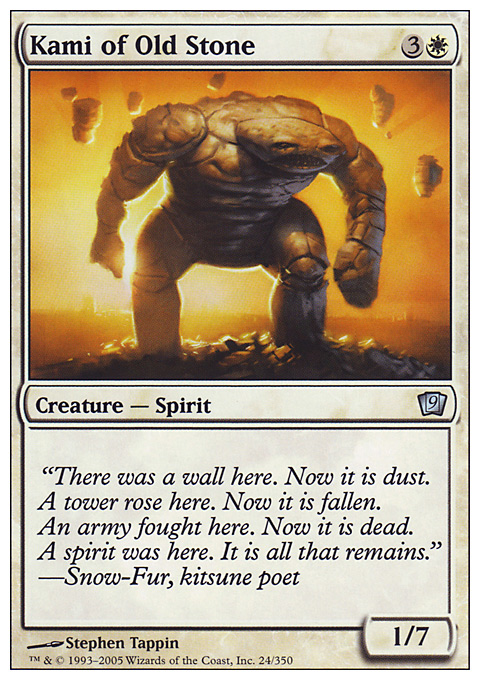 Kami of Old Stone 3
Creature — Spirit 9
“There was a wall here. Now it is dust.
A tower rose here. Now it is fallen.
An army fought here. Now it is dead.
A spirit was here. It is all that remains.”
—Snow-Fur, kitsune poet
1/7
Stephen Tappin
™ & © 1993–2005 Wizards of the Coast, Inc. 24/350